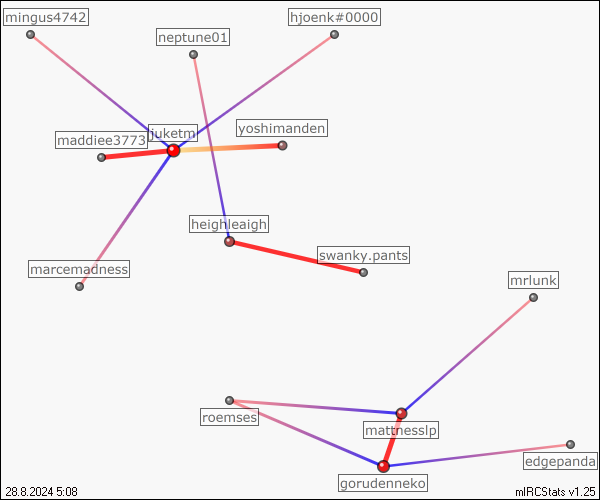 mingus4742
hjoenk#0000
neptune01
yoshimanden
juketm
maddiee3773
heighleaigh
swanky.pants
marcemadness
mrlunk
roemses
mattnesslp
edgepanda
gorudenneko
28.8.2024 5:08
mIRCStats v1.25